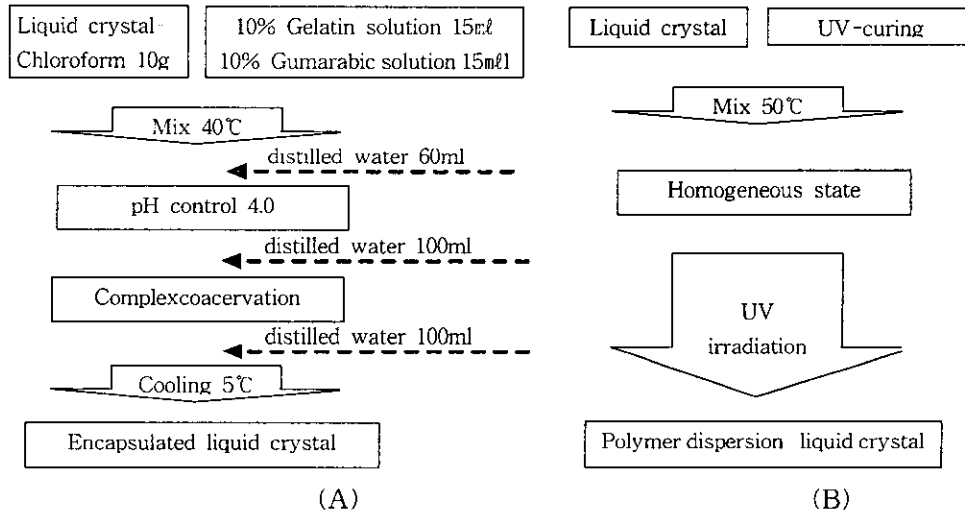 Liquid crystal-
Chloroform 10g
10% Gelatin solution 15㎖
10% Gumarabic solution 15㎖l
Mix 40℃
distilled water 60ml
pH control 4.0
distilled water 100ml
Complexcoacervation
distilled water 100ml
Cooling 5℃
Encapsulated liquid crystal
(A)
Liquid crystal
UV-curing
Mix 50℃
Homogeneous state
UV
irradiation
Polymer dispersion liquid crystal
(B)